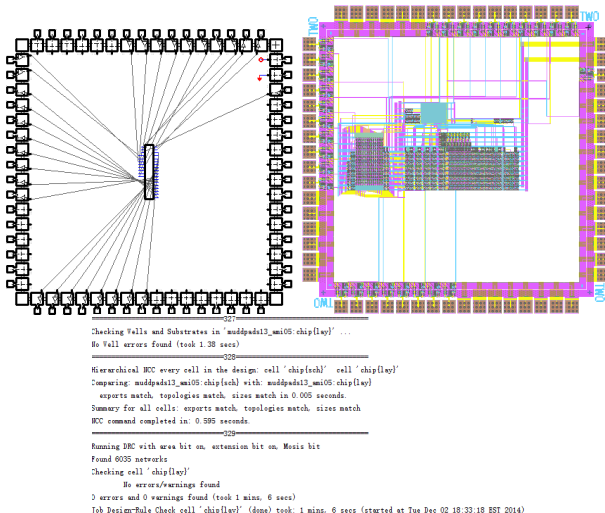 TWO
TWO
=327=
Checking Wells and Substrates in 'muddpads13_ami05:chip{lay}' ...
No Well errors found (took 1.38 secs)
=328=
Hierarchical NCC every cell in the design: cell 'chip{sch}' cell 'chip{lay}'
Comparing: muddpads13_ami05:chip{sch} with: muddpads13_ami05:chip{lay}
exports match, topologies match, sizes match in 0.005 seconds.
Summary for all cells: exports match, topologies match, sizes match
NCC command completed in: 0.595 seconds.
=329=
Running DRC with area bit on, extension bit on, Mosis bit
Found 6035 networks
Checking cell 'chip{lay}'
No errors/warnings found
0 errors and 0 warnings found (took 1 mins, 6 secs)
Job Design-Rule Check cell 'chip{lay}' (done) took: 1 mins, 6 secs (started at Tue Dec 02 18:33:18 EST 2014)
TWO
TWO